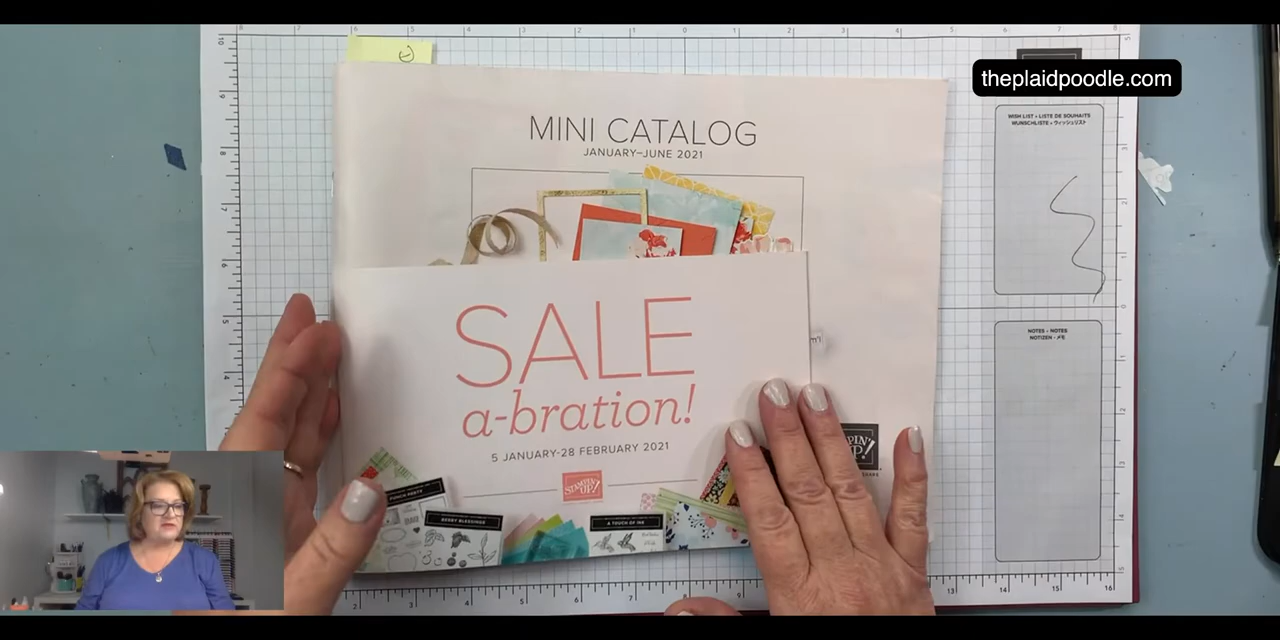 theplaidpoodle.com
WISH LIST • LISTE DE SOUHAITS
WUNSCHLISTE • ウィッシュリスト
MINI CATALOG
JANUARY–JUNE 2021
SALE
a-bration!
5 JANUARY-28 FEBRUARY 2021
STAMPIN' UP!
BERRY BLESSINGS
A TOUCH OF INK
NOTES • NOTES
NOTIZEN • メモ